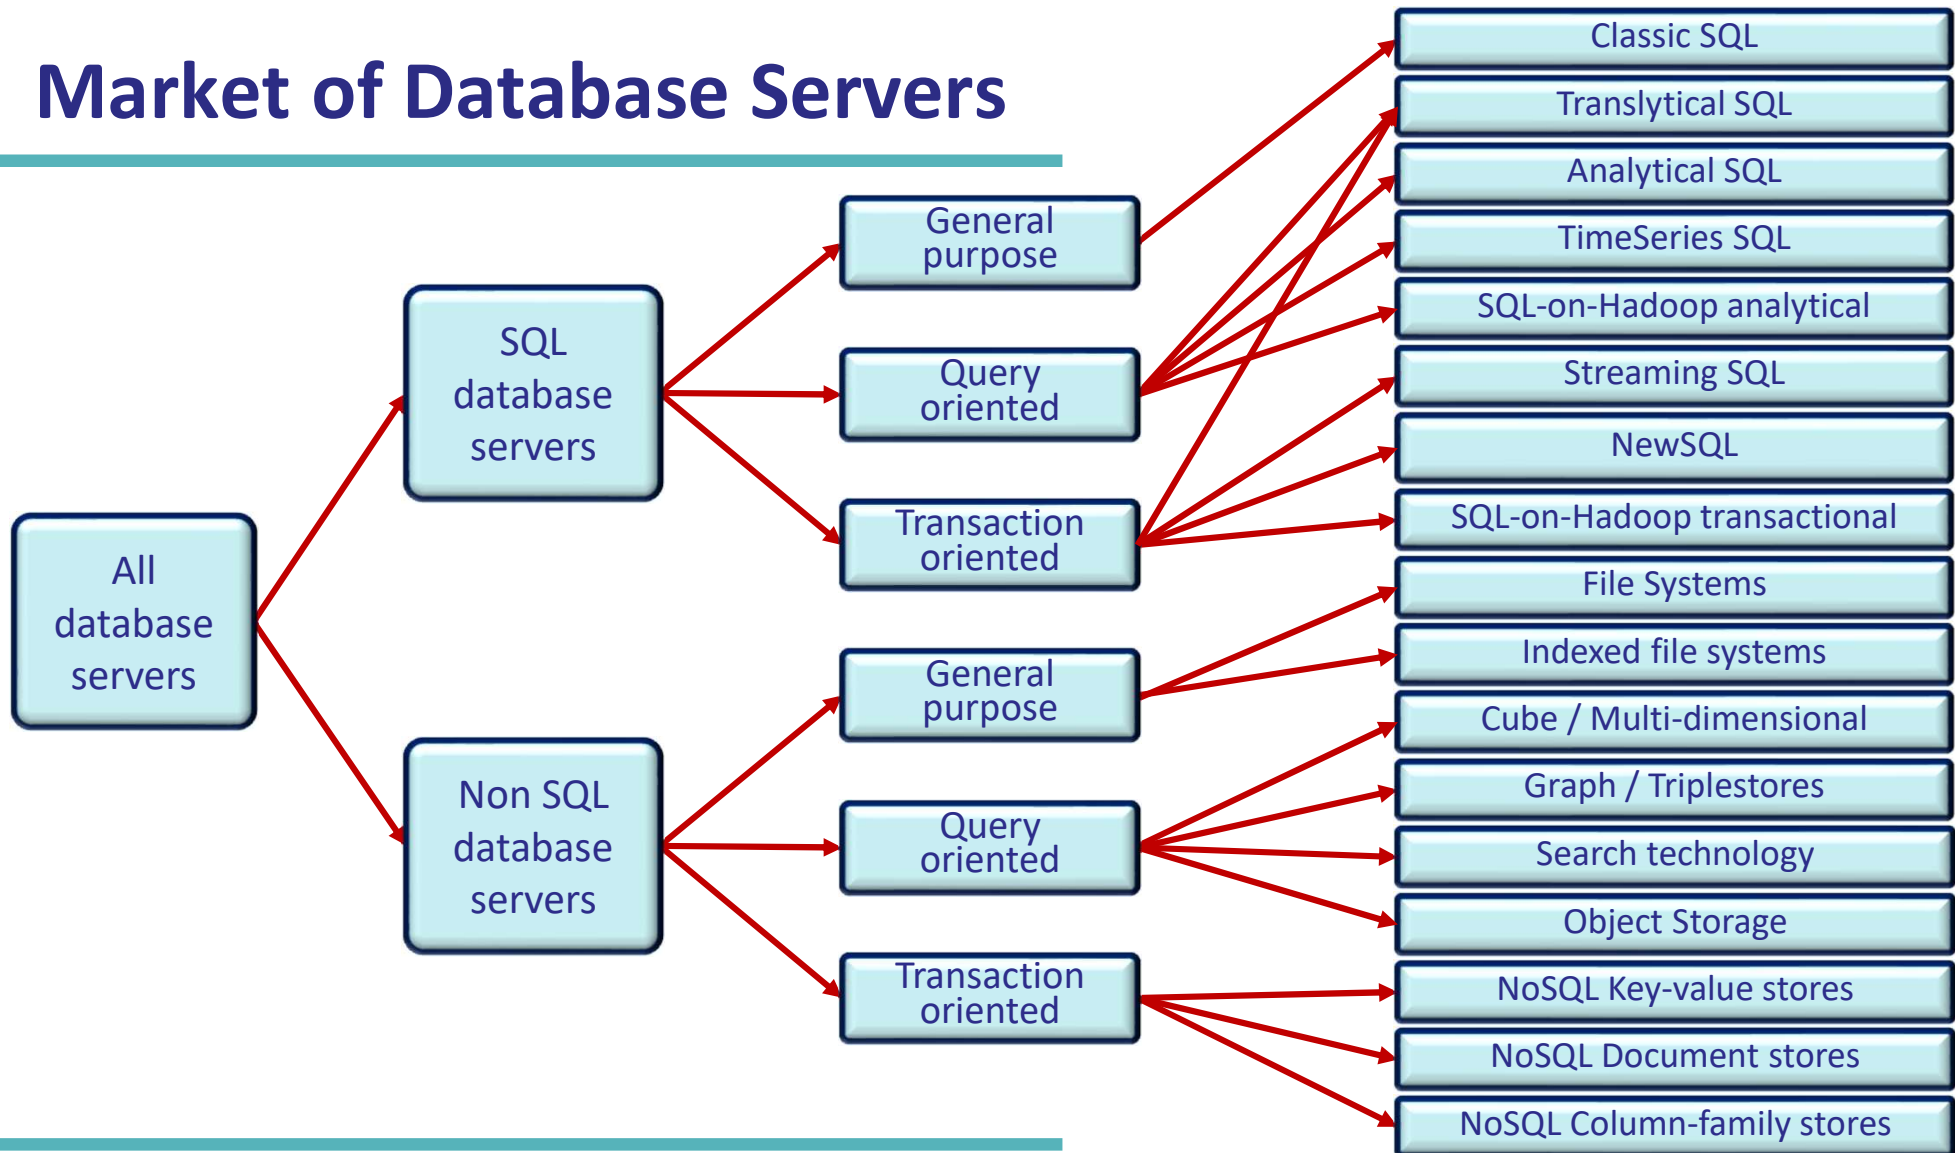 Market of Database Servers
All
database
servers
SQL
database
servers
Non SQL
database
servers
General
purpose
Query
oriented
Transaction
oriented
General
purpose
Query
oriented
Transaction
oriented
Classic SQL
Translytical SQL
Analytical SQL
TimeSeries SQL
SQL-on-Hadoop analytical
Streaming SQL
NewSQL
SQL-on-Hadoop transactional
File Systems
Indexed file systems
Cube / Multi-dimensional
Graph / Triplestores
Search technology
Object Storage
NoSQL Key-value stores
NoSQL Document stores
NoSQL Column-family stores